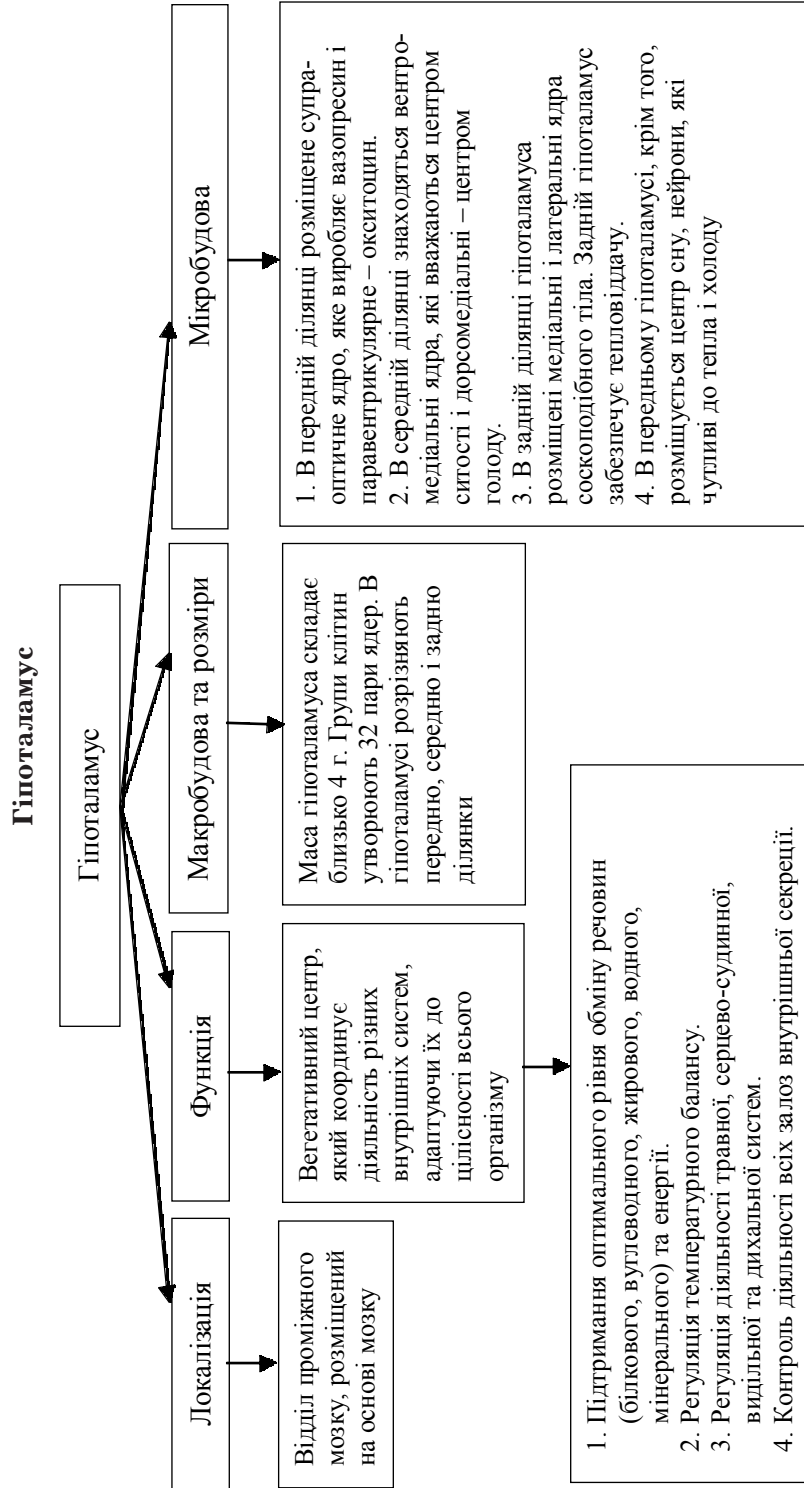 Гіпоталамус
Гіпоталамус
Локалізація
Функція
Макробудова та розміри
Мікробудова
Відділ проміжного
мозку, розміщений
на основі мозку
Вегетативний центр,
який координує
діяльність різних
внутрішніх систем,
адаптуючи їх до
цілісності всього
організму
Маса гіпоталамуса складає
близько 4 г. Групи клітин
утворюють 32 пари ядер. В
гіпоталамусі розрізняють
передню, середню і задню
ділянки
1. В передній ділянці розміщене супра-
оптичне ядро, яке виробляє вазопресин і
паравентрикулярне – окситоцин.
2. В середній ділянці знаходяться вентро-
медіальні ядра, які вважаються центром
ситості і дорсомедіальні – центром
голоду.
3. В задній ділянці гіпоталамуса
розміщені медіальні і латеральні ядра
соскоподібного тіла. Задній гіпоталамус
забезпечує тепловіддачу.
4. В передньому гіпоталамусі, крім того,
розміщується центр сну, нейрони, які
чутливі до тепла і холоду
1. Підтримання оптимального рівня обміну речовин
(білкового, вуглеводного, жирового, водного,
мінерального) та енергії.
2. Регуляція температурного балансу.
3. Регуляція діяльності травної, серцево-судинної,
видільної та дихальної систем.
4. Контроль діяльності всіх залоз внутрішньої секреції.